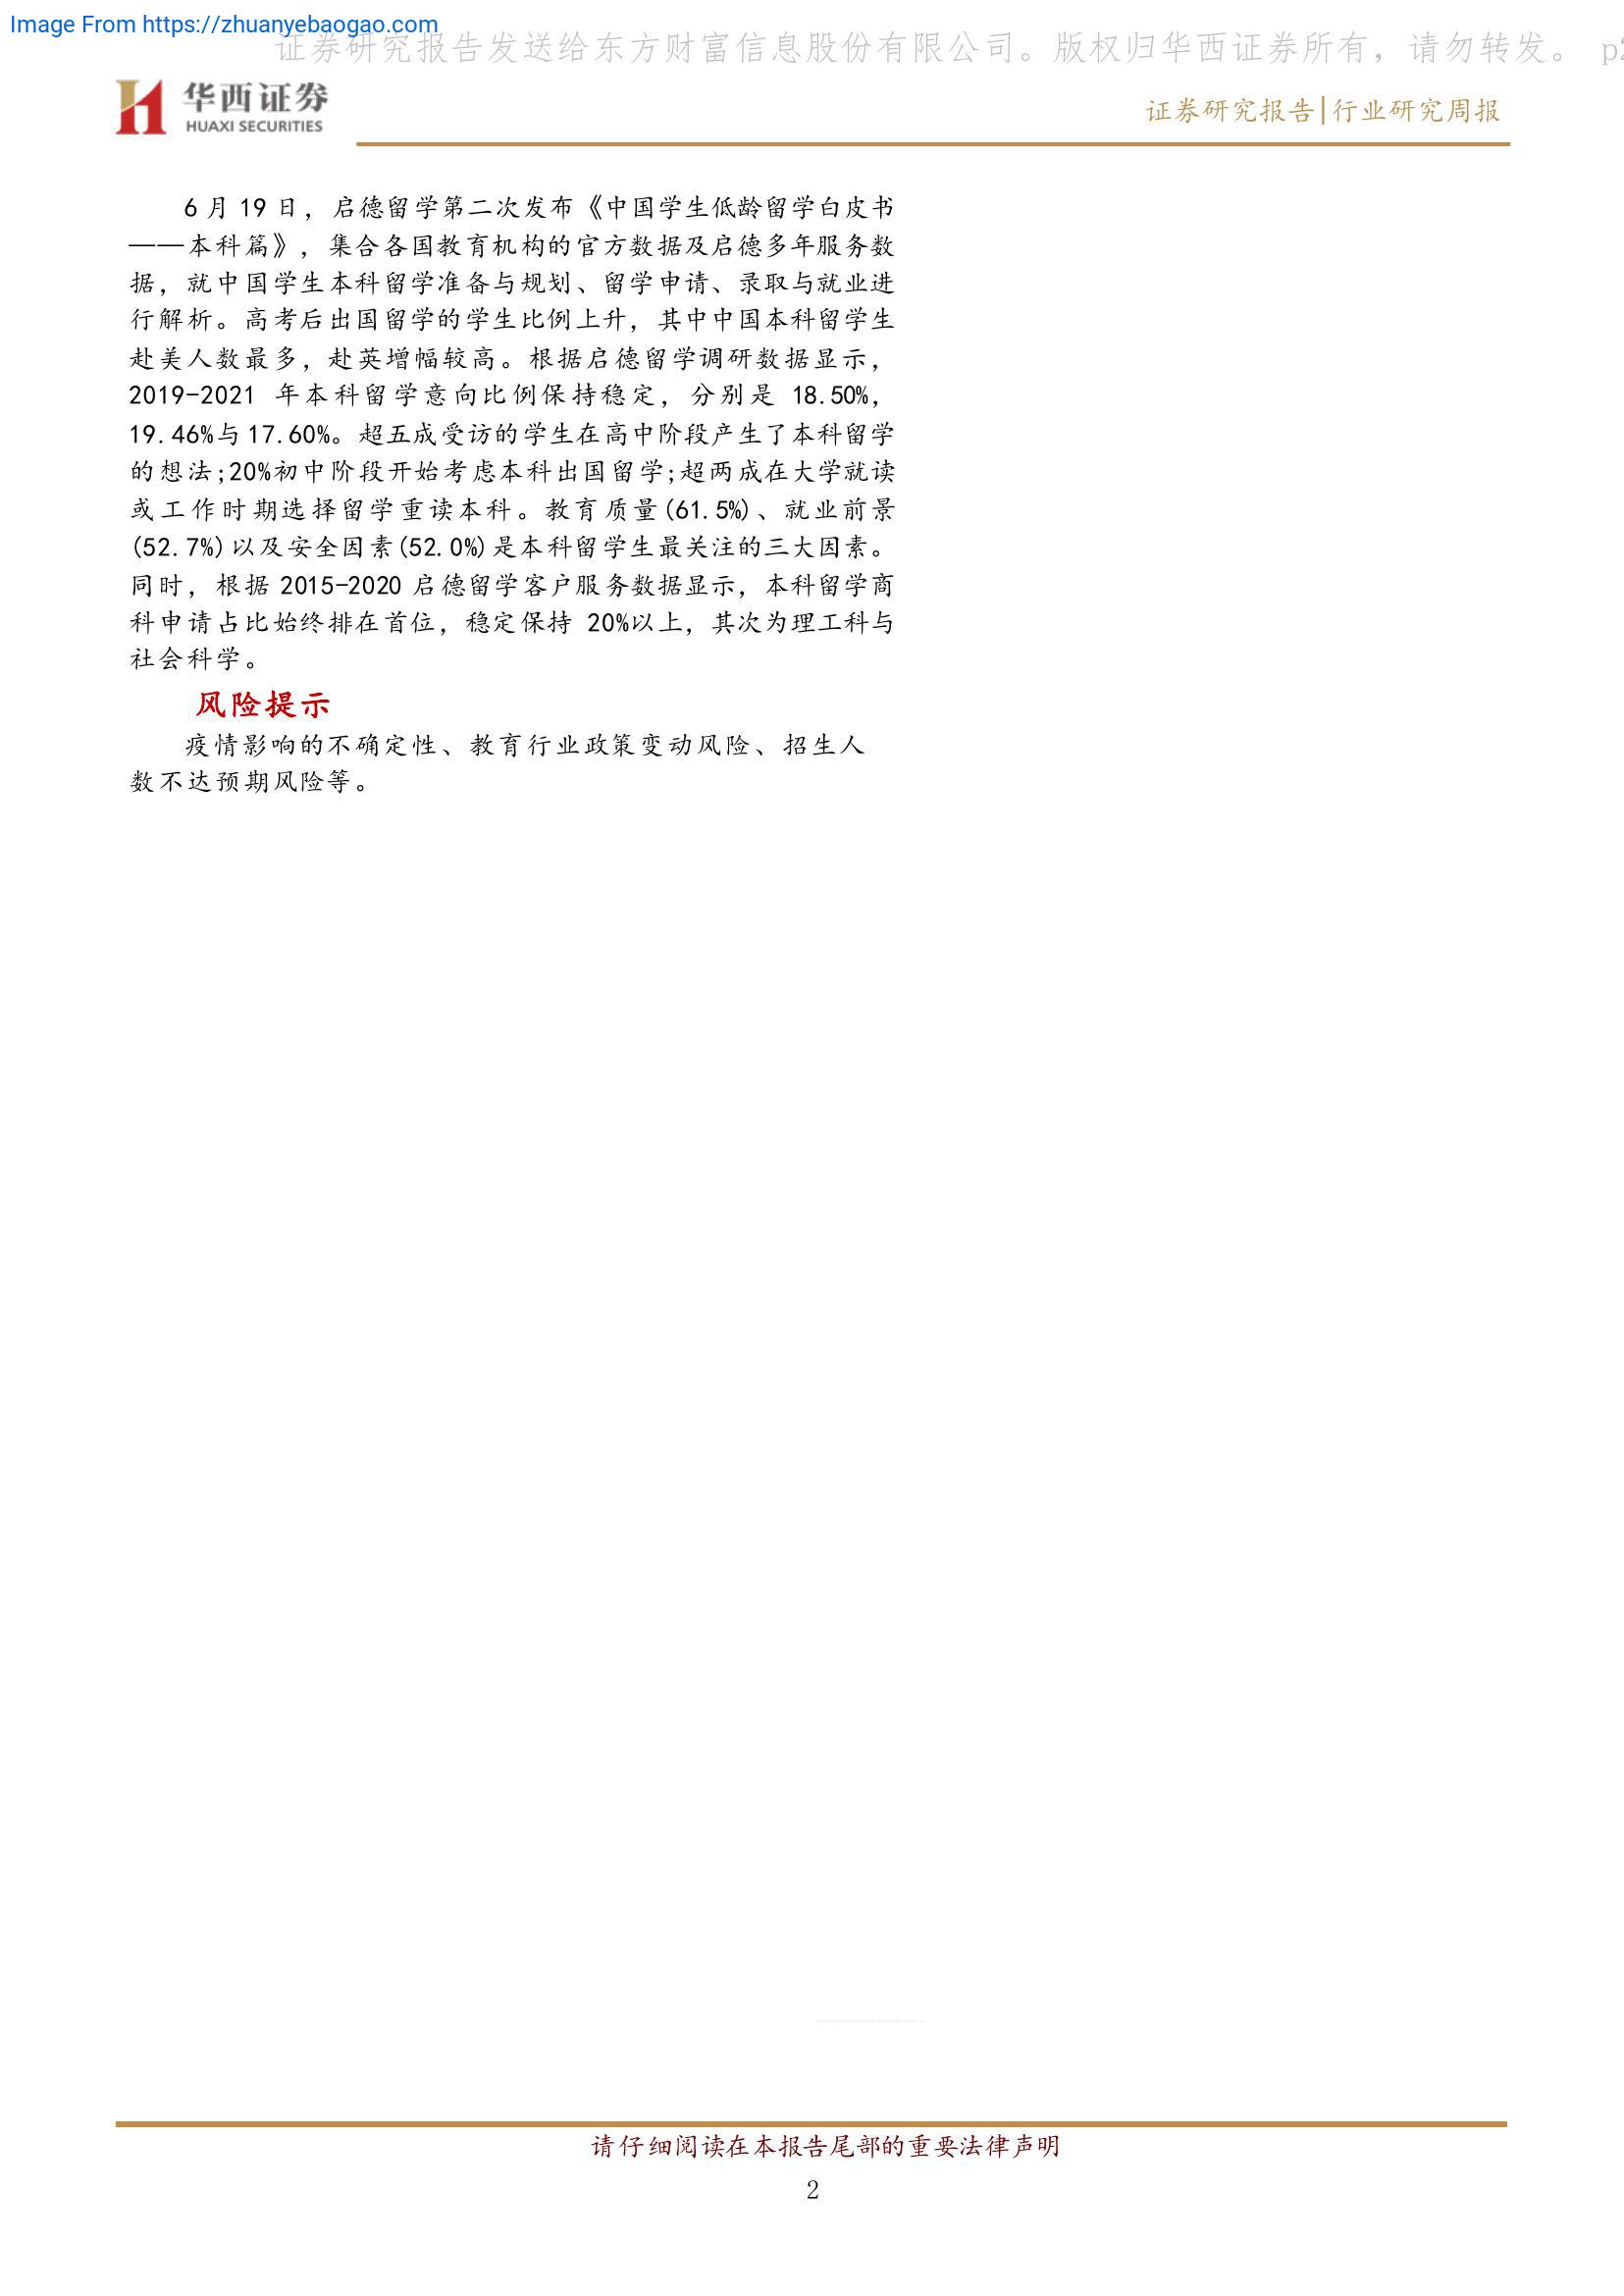 Image From https://zhuanyebaogao.com
证券研究报告发送给东方财富信息股份有限公司。版权归华西证券所有，请勿转发。 p2
华西证券
HUAXI SECURITIES
证券研究报告|行业研究周报
6 月 19 日，启德留学第二次发布《中国学生低龄留学白皮书
——本科篇》，集合各国教育机构的官方数据及启德多年服务数
据，就中国学生本科留学准备与规划、留学申请、录取与就业进
行解析。高考后出国留学的学生比例上升，其中中国本科留学生
赴美人数最多，赴英增幅较高。根据启德留学调研数据显示，
2019-2021 年本科留学意向比例保持稳定，分别是 18.50%，
19.46%与17.60%。超五成受访的学生在高中阶段产生了本科留学
的想法;20%初中阶段开始考虑本科出国留学;超两成在大学就读
或工作时期选择留学重读本科。教育质量(61.5%)、就业前景
(52.7%)以及安全因素(52.0%)是本科留学生最关注的三大因素。
同时，根据 2015-2020 启德留学客户服务数据显示，本科留学商
科申请占比始终排在首位，稳定保持 20%以上，其次为理工科与
社会科学。
风险提示
疫情影响的不确定性、教育行业政策变动风险、招生人
数不达预期风险等。
请仔细阅读在本报告尾部的重要法律声明
2